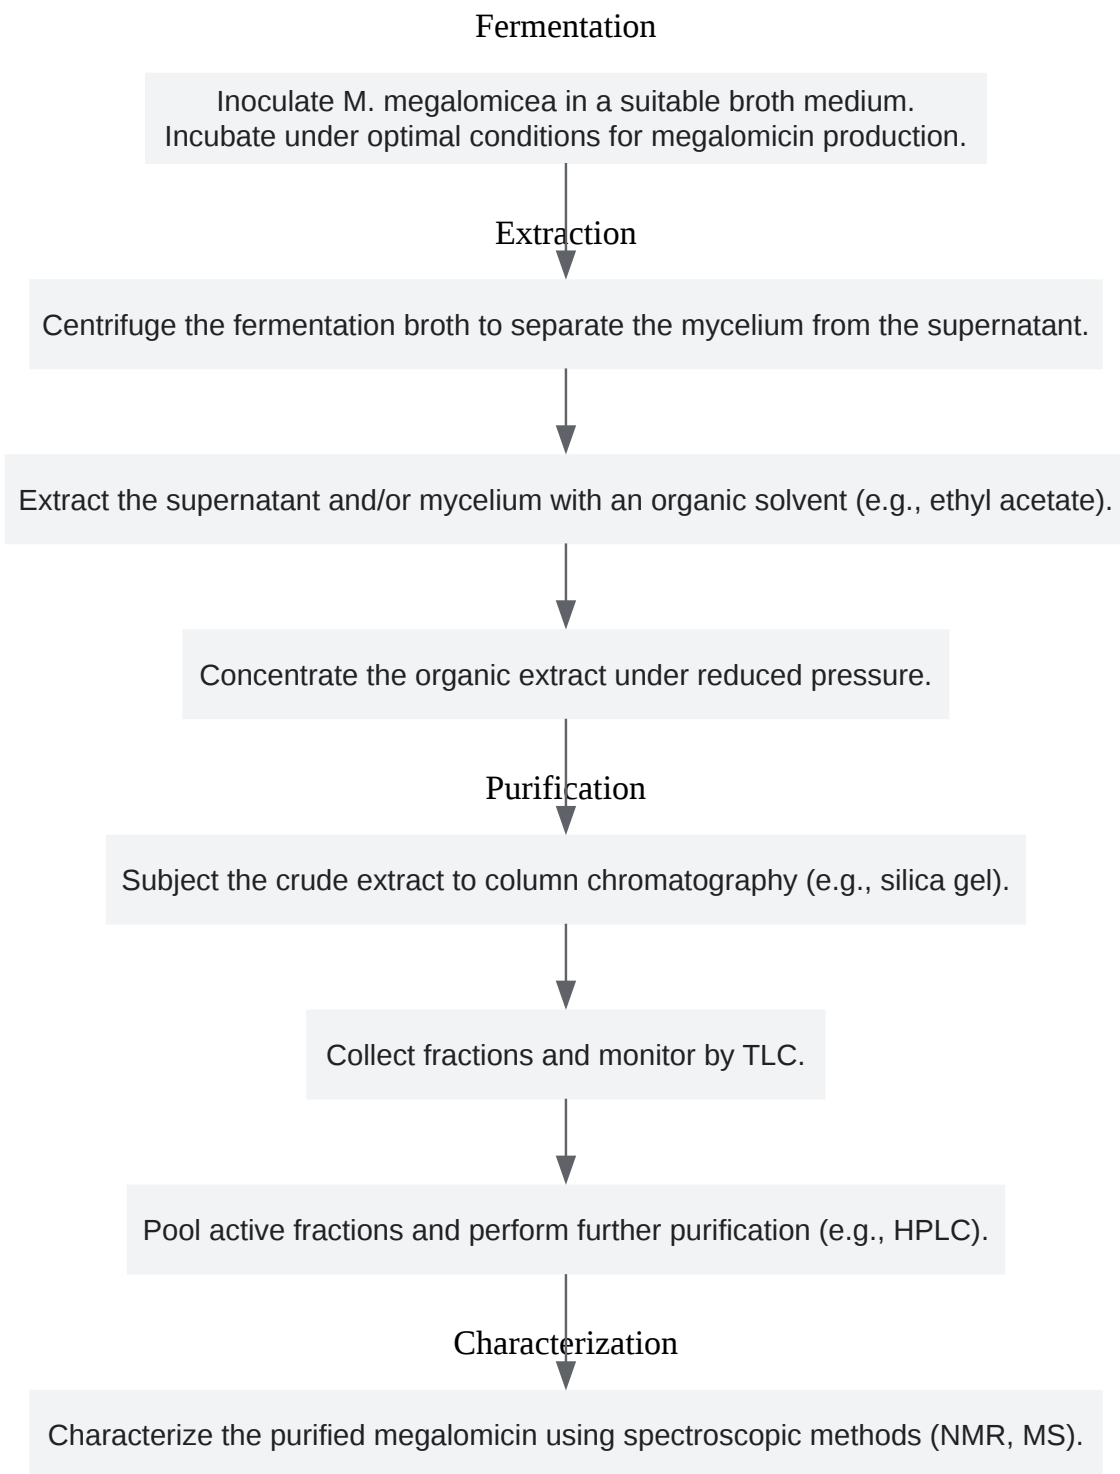 Fermentation
Inoculate M. megalomicea in a suitable broth medium.
Incubate under optimal conditions for megalomicin production.
Extraction
Centrifuge the fermentation broth to separate the mycelium from the supernatant.
Extract the supernatant and/or mycelium with an organic solvent (e.g., ethyl acetate).
Concentrate the organic extract under reduced pressure.
Purification
Subject the crude extract to column chromatography (e.g., silica gel).
Collect fractions and monitor by TLC.
Pool active fractions and perform further purification (e.g., HPLC).
Characterization
Characterize the purified megalomicin using spectroscopic methods (NMR, MS).